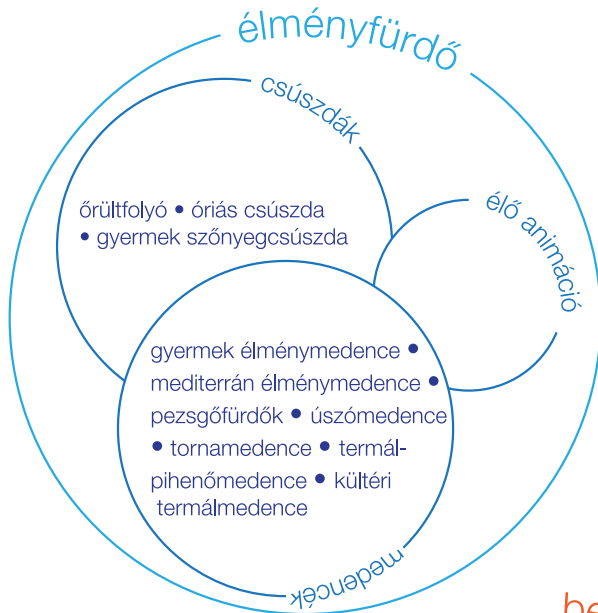 élményfürdő
csúszdák
őrültfolyó • óriás csúszda
• gyermek szőnyegcsúszda
élő animáció
gyermek élménymedence •
mediterrán élménymedence •
pezsgőfürdők • úszómedence
• tornamedence • termál-
pihenőmedence • kültéri
termálmedence
medencék
be